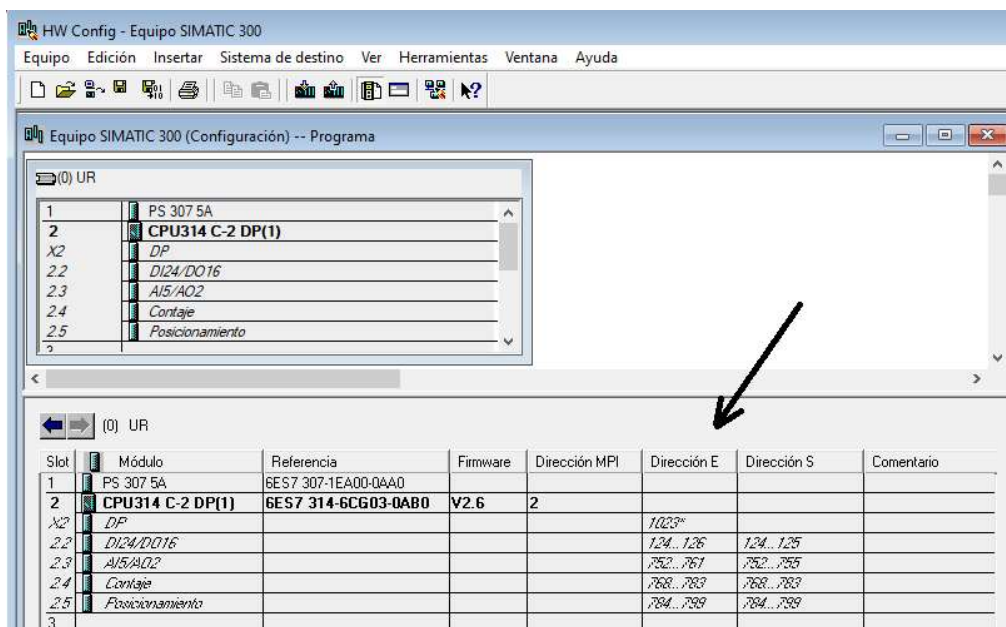 HW Config - Equipo SIMATIC 300
Equipo Edición Insertar Sistema de destino Ver Herramientas Ventana Ayuda
Equipo SIMATIC 300 (Configuración) -- Programa
(0) UR
1 PS 307 5A
2 CPU314 C-2 DP(1)
X2 DP
2.2 DI24/DO16
2.3 AI5/AO2
2.4 Contaje
2.5 Posicionamiento
3
(0) UR
Slot Módulo Referencia Firmware Dirección MPI Dirección E Dirección S Comentario
1 PS 307 5A 6ES7 307-1EA00-0AA0
2 CPU314 C-2 DP(1) 6ES7 314-6CG03-0AB0 V2.6 2
X2 DP 1023*
2.2 DI24/DO16 124...126 124...125
2.3 AI5/AO2 752...761 752...755
2.4 Contaje 768...783 768...783
2.5 Posicionamiento 784...799 784...799
3